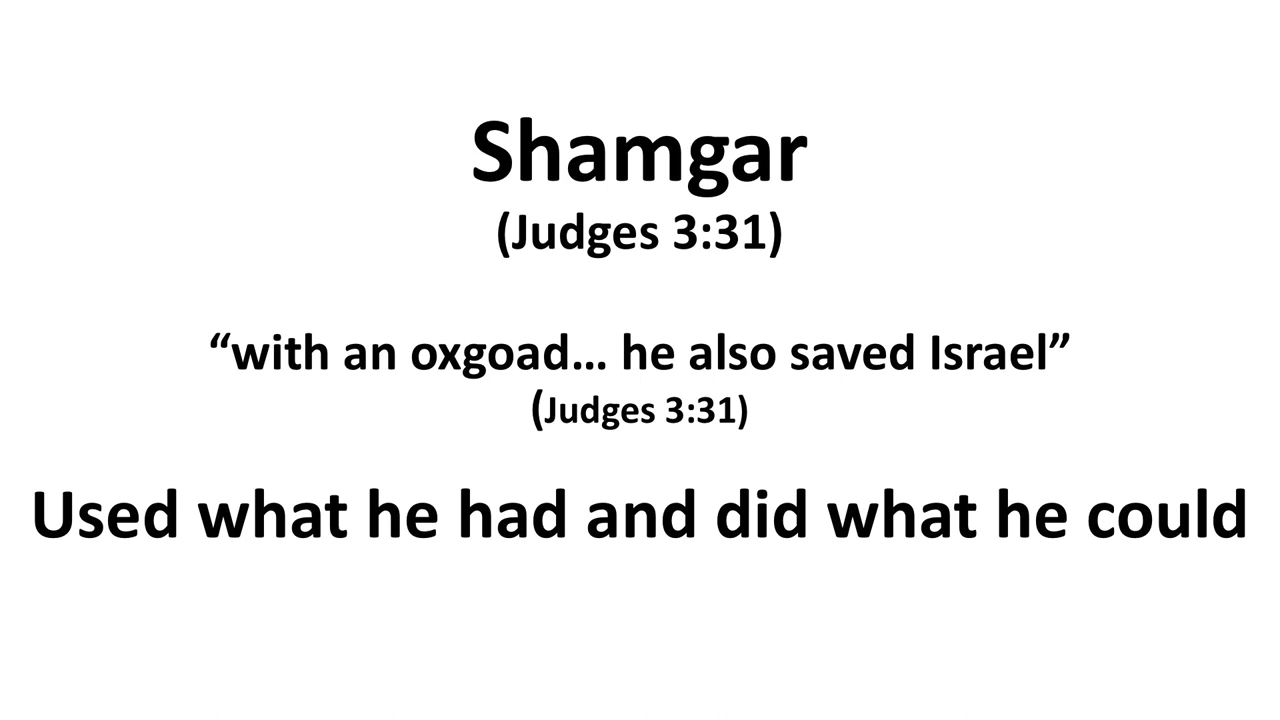 Shamgar
(Judges 3:31)
“with an oxgoad… he also saved Israel”
(Judges 3:31)
Used what he had and did what he could